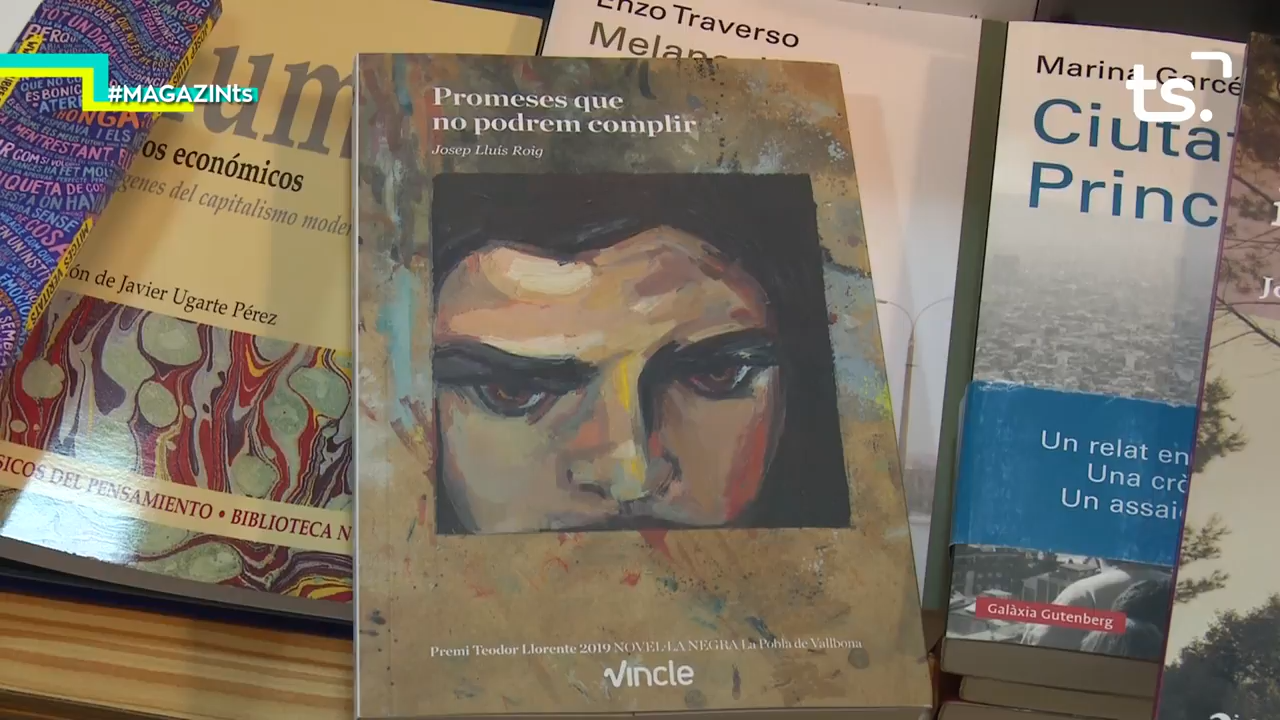 #MAGAZINts
ts.
um
os económicos
genes del capitalismo moder
ón de Javier Ugarte Pérez
SICOS DEL PENSAMIENTO • BIBLIOTECA N
Enzo Traverso
Promeses que
no podrem complir
Josep Lluís Roig
Premi Teodor Llorente 2019 NOVEL·LA NEGRA La Pobla de Vallbona
Vincle
Marina Garcé
Ciuta
Princ
Un relat en
Una crò
Un assai
Galàxia Gutenberg